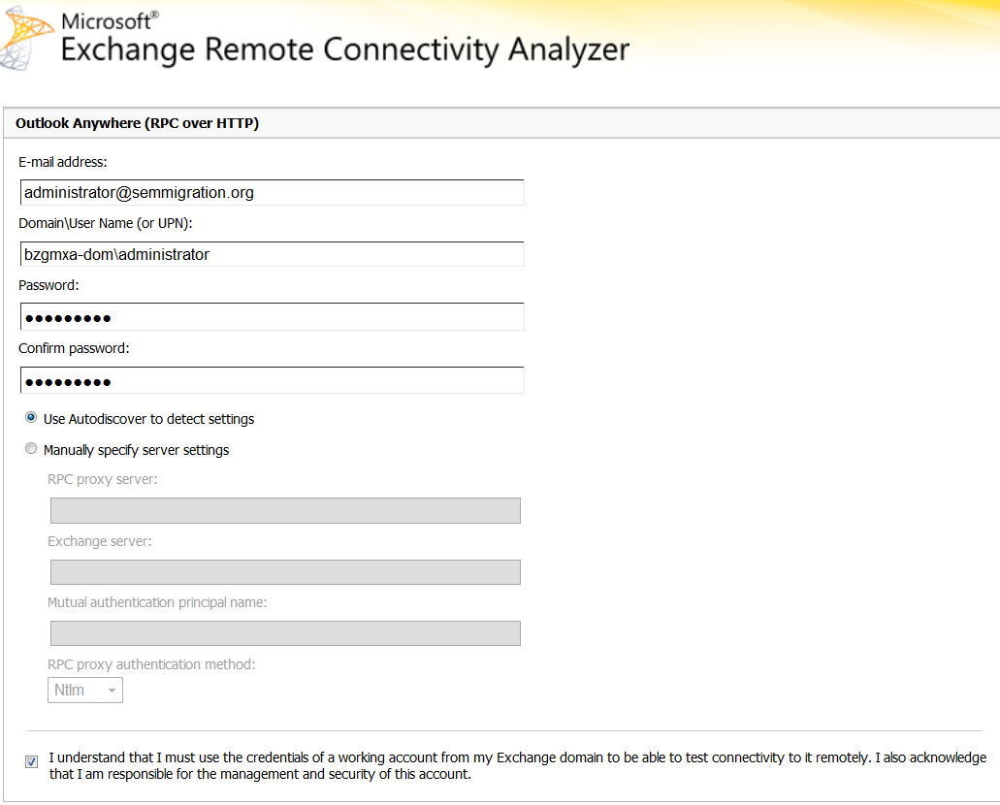 Microsoft®
Exchange Remote Connectivity Analyzer
Outlook Anywhere (RPC over HTTP)
E-mail address:
administrator@semmigration.org
Domain\User Name (or UPN):
bzgmxa-dom\administrator
Password:
●●●●●●●●●
Confirm password:
●●●●●●●●●
Use Autodiscover to detect settings
Manually specify server settings
RPC proxy server:
Exchange server:
Mutual authentication principal name:
RPC proxy authentication method:
Ntlm
I understand that I must use the credentials of a working account from my Exchange domain to be able to test connectivity to it remotely. I also acknowledge
that I am responsible for the management and security of this account.